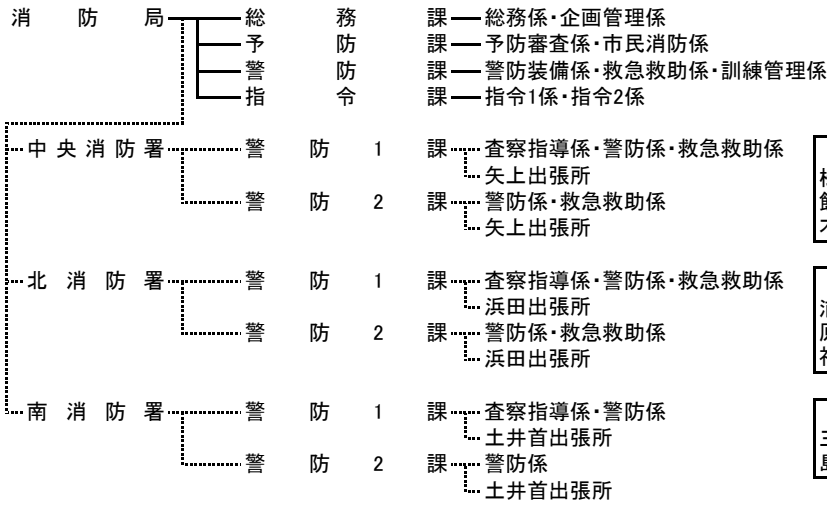 消防局 総務課 総務係・企画管理係
予防課 予防審査係・市民消防係
警防課 警防装備係・救急救助係・訓練管理係
指令課 指令1係・指令2係
中央消防署 警防1課 査察指導係・警防係・救急救助係
矢上出張所
警防2課 警防係・救急救助係
矢上出張所
北消防署 警防1課 査察指導係・警防係・救急救助係
浜田出張所
警防2課 警防係・救急救助係
浜田出張所
南消防署 警防1課 査察指導係・警防係
土井首出張所
警防2課 警防係
土井首出張所